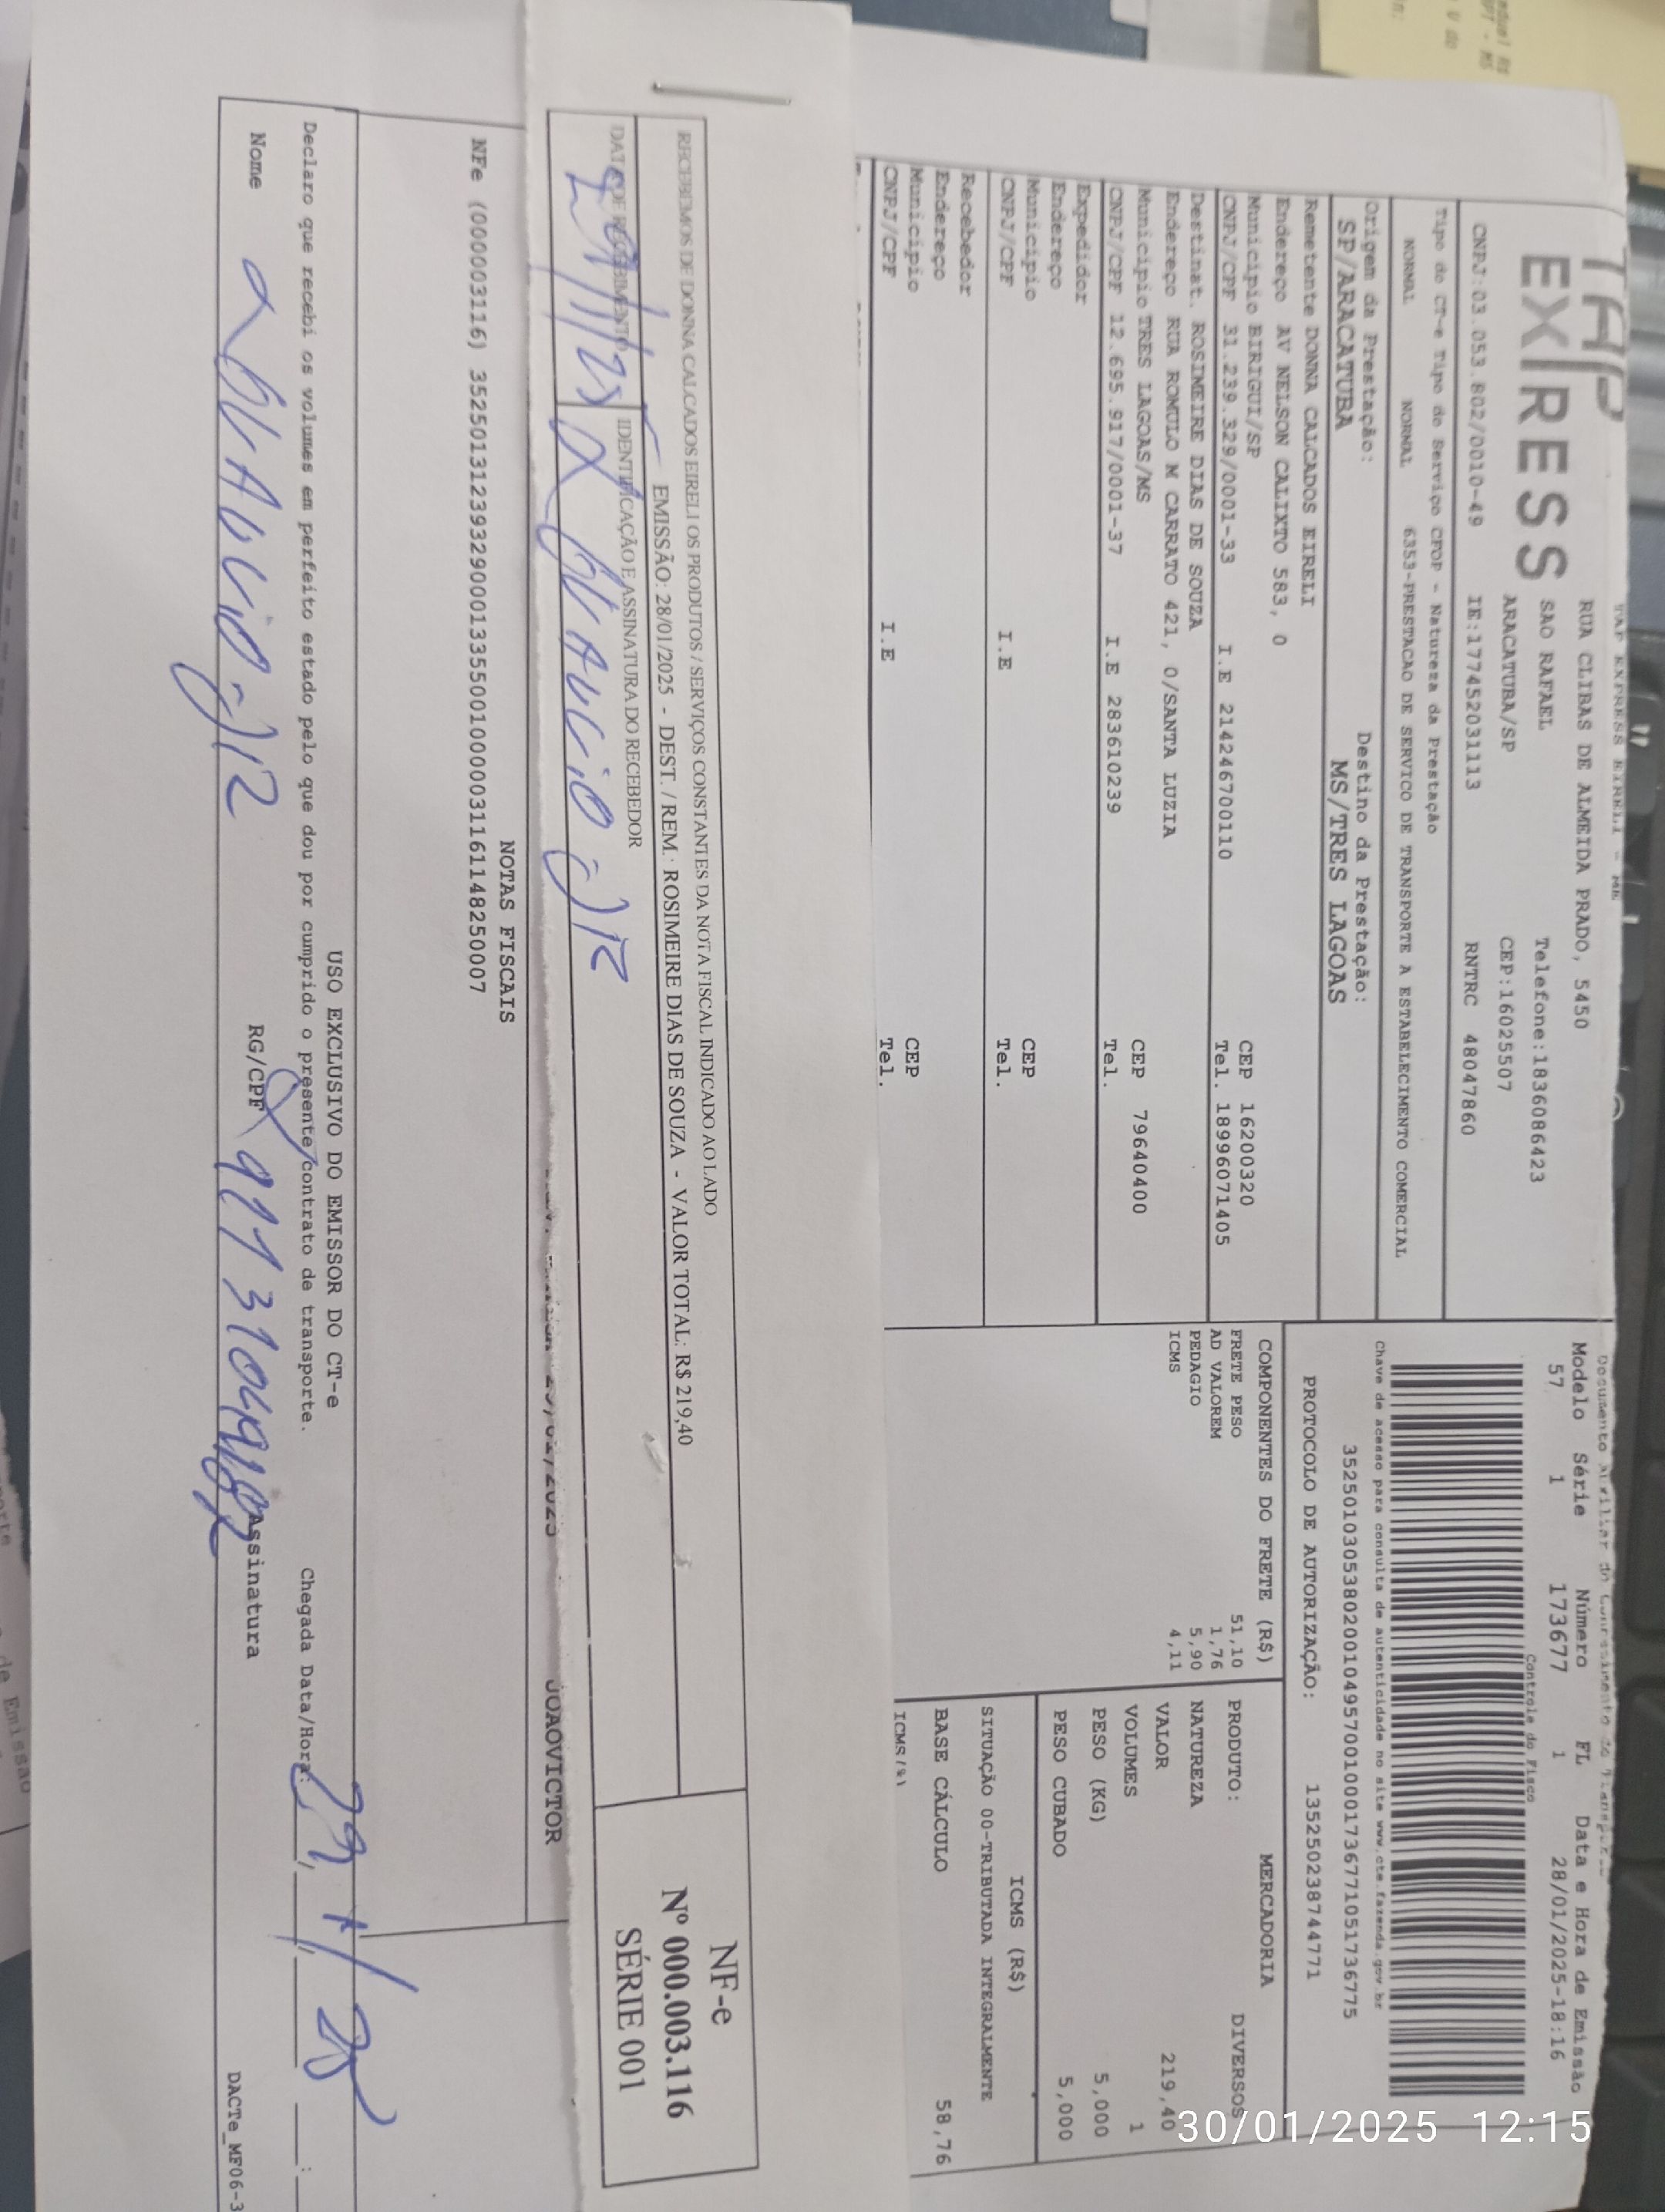 TAP EXPRESS EIRELI - ME
TAP
EXPRESS
RUA CLIBAS DE ALMEIDA PRADO, 5450
SAO RAFAEL Telefone:1836086423
ARACATUBA/SP CEP:16025507
CNPJ:03.053.802/0010-49 IE:177452031113 RNTRC 48047860
Tipo do CT-e Tipo do Serviço CFOP - Natureza da Prestação
NORMAL NORMAL 6353-PRESTACAO DE SERVICO DE TRANSPORTE A ESTABELECIMENTO COMERCIAL
Origem da Prestação: Destino da Prestação:
SP/ARACATUBA MS/TRES LAGOAS
Remetente DONNA CALCADOS EIRELI
Endereço AV NELSON CALIXTO 583, 0
Município BIRIGUI/SP CEP 16200320
CNPJ/CPF 31.239.329/0001-33 I.E 214246700110 Tel. 18996071405
Destinat. ROSIMEIRE DIAS DE SOUZA
Endereço RUA ROMULO M CARRATO 421, 0/SANTA LUZIA
Município TRES LAGOAS/MS CEP 79640400
CNPJ/CPF 12.695.917/0001-37 I.E 283610239 Tel.
Expedidor
Endereço
Município CEP
CNPJ/CPF I.E Tel.
Recebedor
Endereço
Município CEP
CNPJ/CPF I.E Tel.
Documento Auxiliar do Conhecimento de Transporte
Modelo Série Número FL Data e Hora de Emissão
57 1 173677 1 28/01/2025-18:16
Controle do Fisco
Chave de acesso para consulta de autenticidade no site www.cte.fazenda.gov.br
35250103053802001049570010001736771051736775
PROTOCOLO DE AUTORIZAÇÃO: 135250238744771
COMPONENTES DO FRETE (R$)
FRETE PESO 51,10
AD VALOREM 1,76
PEDAGIO 5,90
ICMS 4,11
MERCADORIA
PRODUTO: DIVERSOS
NATUREZA
VALOR 219,40
VOLUMES 1
PESO (KG) 5,000
PESO CUBADO 5,000
ICMS (R$)
SITUAÇÃO 00-TRIBUTADA INTEGRALMENTE
BASE CÁLCULO 58,76
ICMS(%)
RECEBEMOS DE DONNA CALCADOS EIRELI OS PRODUTOS / SERVIÇOS CONSTANTES DA NOTA FISCAL INDICADO AO LADO
EMISSÃO: 28/01/2025 - DEST. / REM.: ROSIMEIRE DIAS DE SOUZA - VALOR TOTAL: R$ 219,40
DATA DE RECEBIMENTO IDENTIFICAÇÃO E ASSINATURA DO RECEBEDOR
NF-e
Nº 000.003.116
SÉRIE 001
JOAOVICTOR
NOTAS FISCAIS
NFe (000003116) 35250131239329000133550010000031161148250007
USO EXCLUSIVO DO EMISSOR DO CT-e
Declaro que recebi os volumes em perfeito estado pelo que dou por cumprido o presente contrato de transporte. Chegada Data/Hora:
29 1 25
Nome RG/CPF Assinatura
DACTe_MF06-3
30/01/2025 12:15